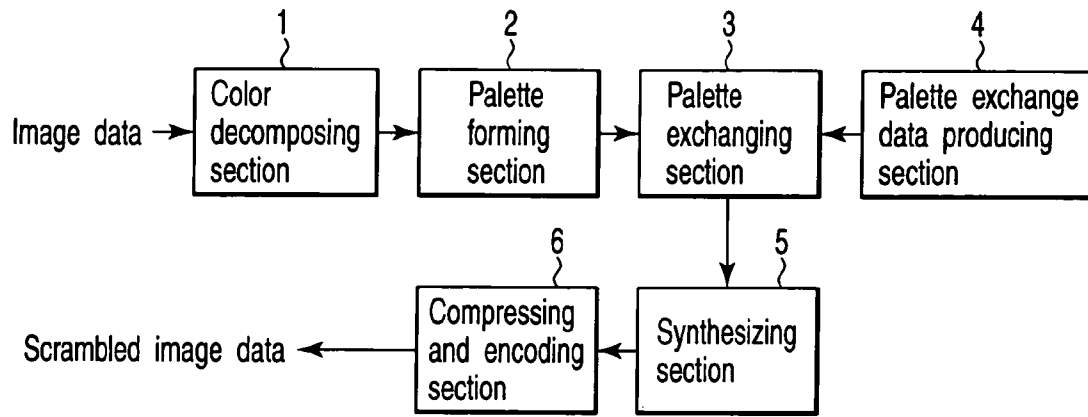 1
2
3
4
Image data
Color
decomposing
section
Palette
forming
section
Palette
exchanging
section
Palette exchange
data producing
section
6
5
Scrambled image data
Compressing
and encoding
section
Synthesizing
section